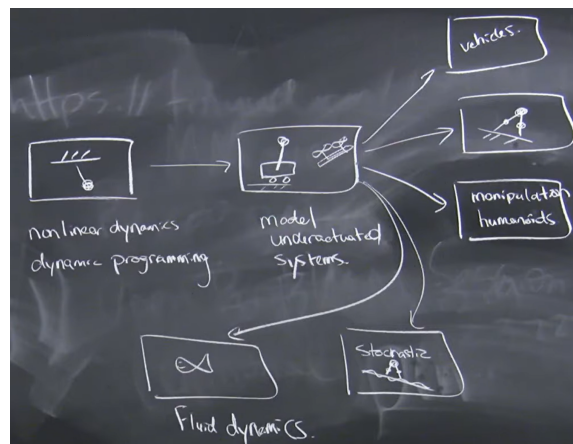 vehicles.
nonlinear dynamics
dynamic programming
model
underactuated
systems.
manipulation
humanoids
stochastic
Fluid dynamics.